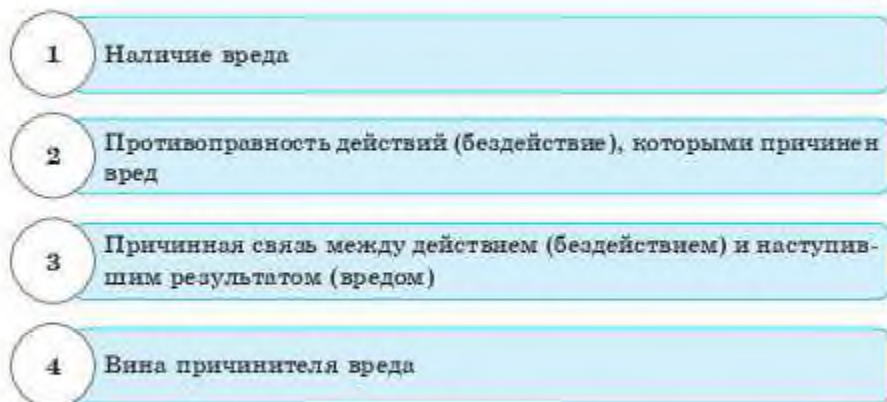 1 Наличие вреда
2 Противоправность действий (бездействие), которыми причинен
вред
3 Причинная связь между действием (бездействием) и наступив-
шим результатом (вредом)
4 Вина причинителя вреда